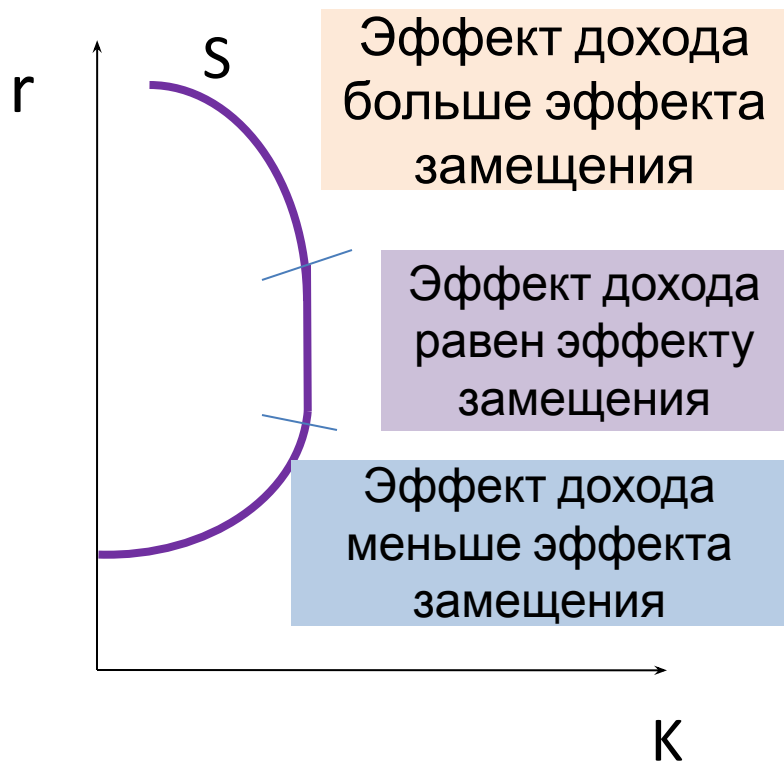 r
S
Эффект дохода
больше эффекта
замещения
Эффект дохода
равен эффекту
замещения
Эффект дохода
меньше эффекта
замещения
K